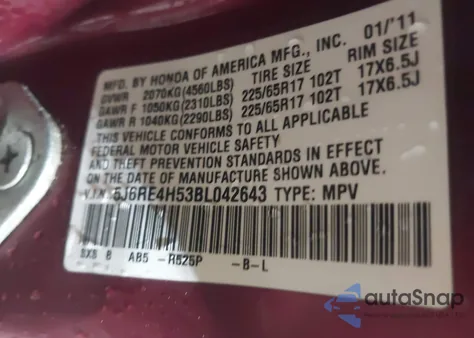 MFD. BY HONDA OF AMERICA MFG., INC. 01/'11
GVWR 2070KG(4560LBS) TIRE SIZE RIM SIZE
GAWR F 1050KG(2310LBS) 225/65R17 102T 17X6.5J
GAWR R 1040KG(2290LBS) 225/65R17 102T 17X6.5J
THIS VEHICLE CONFORMS TO ALL APPLICABLE
FEDERAL MOTOR VEHICLE SAFETY
AND THEFT PREVENTION STANDARDS IN EFFECT
ON THE DATE OF MANUFACTURE SHOWN ABOVE.
V.I.N. 5J6RE4H53BL042643 TYPE: MPV
SXS B AB5 -R525P -B-L
autoSnap